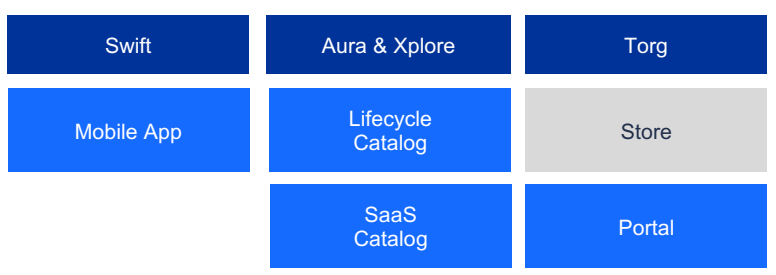 Swift
Aura & Xplore
Torg
Mobile App
Lifecycle
Catalog
Store
SaaS
Catalog
Portal